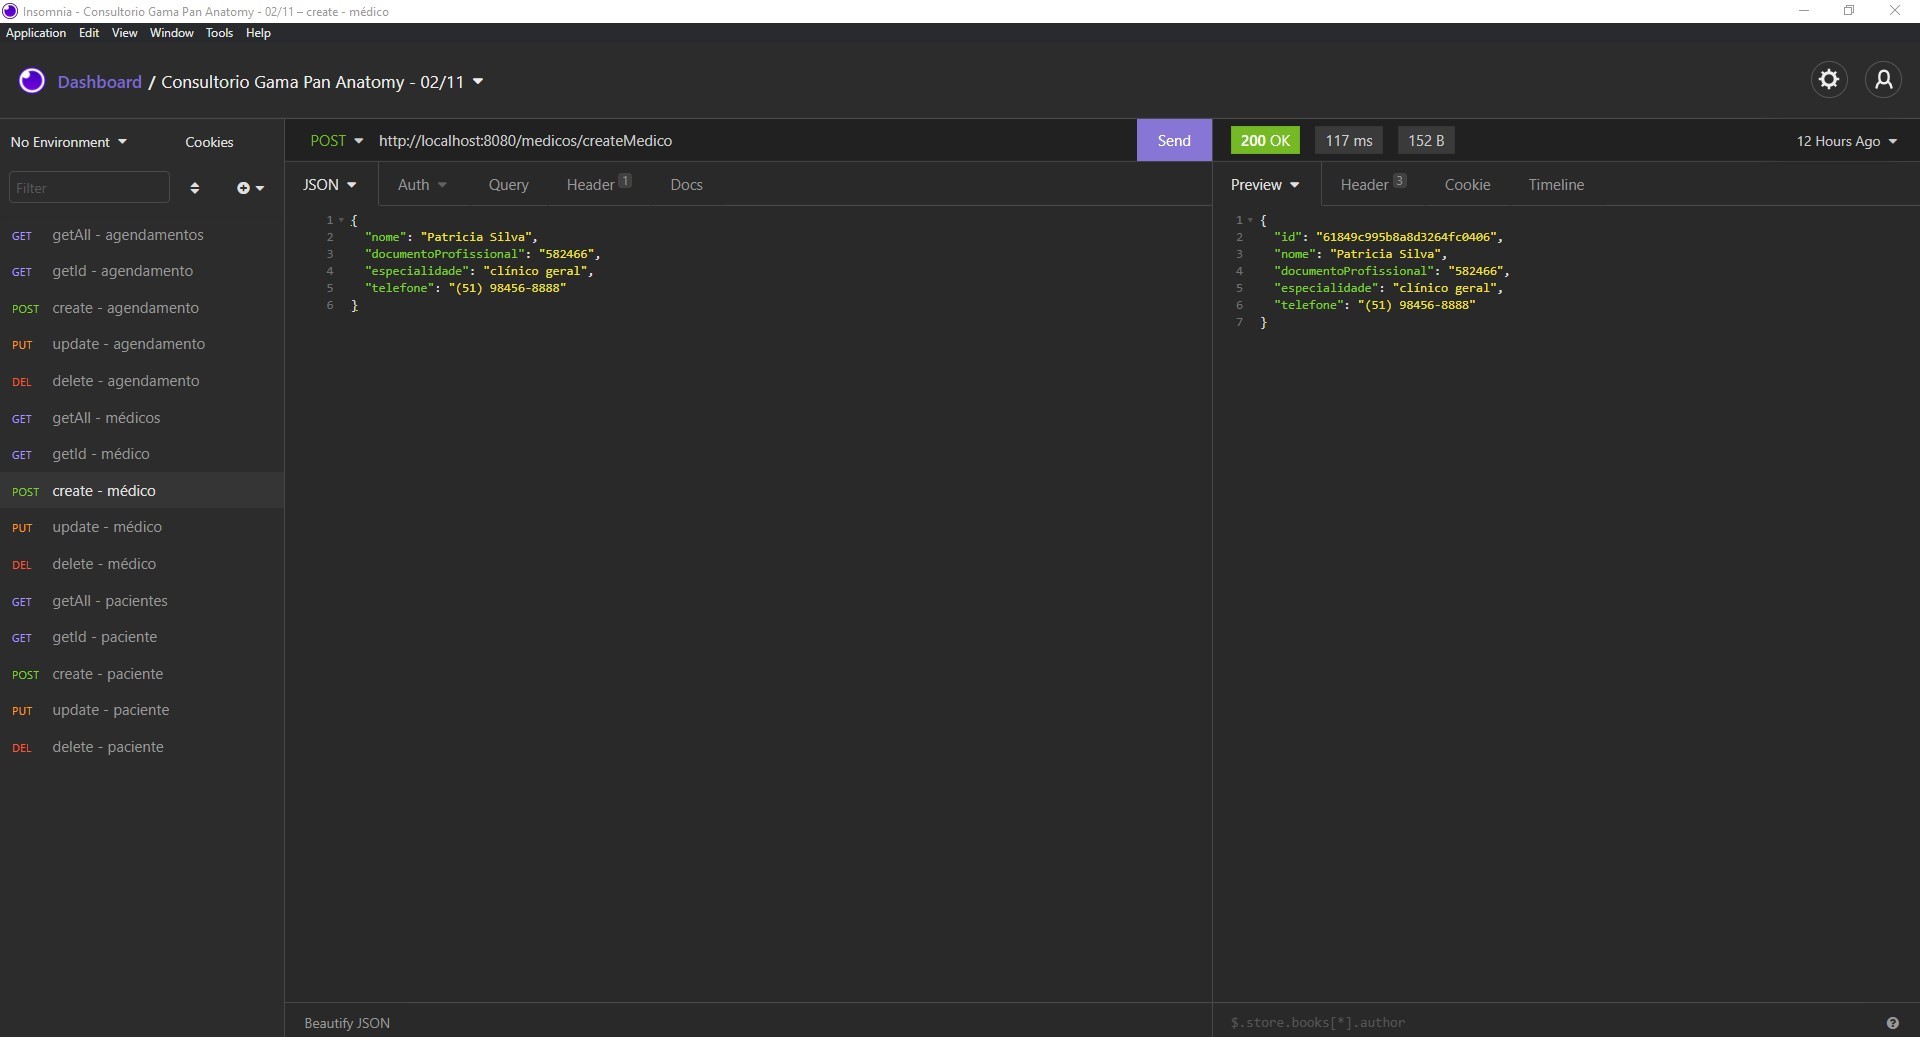 Insomnia - Consultorio Gama Pan Anatomy - 02/11 – create - médico
Application Edit View Window Tools Help
Dashboard / Consultorio Gama Pan Anatomy - 02/11
No Environment Cookies
Filter
GET getAll - agendamentos
GET getId - agendamento
POST create - agendamento
PUT update - agendamento
DEL delete - agendamento
GET getAll - médicos
GET getId - médico
POST create - médico
PUT update - médico
DEL delete - médico
GET getAll - pacientes
GET getId - paciente
POST create - paciente
PUT update - paciente
DEL delete - paciente
POST http://localhost:8080/medicos/createMedico Send
JSON Auth Query Header 1 Docs
1 {
2 "nome": "Patricia Silva",
3 "documentoProfissional": "582466",
4 "especialidade": "clínico geral",
5 "telefone": "(51) 98456-8888"
6 }
Beautify JSON
200 OK 117 ms 152 B 12 Hours Ago
Preview Header 3 Cookie Timeline
1 {
2 "id": "61849c995b8a8d3264fc0406",
3 "nome": "Patricia Silva",
4 "documentoProfissional": "582466",
5 "especialidade": "clínico geral",
6 "telefone": "(51) 98456-8888"
7 }
$.store.books[*].author